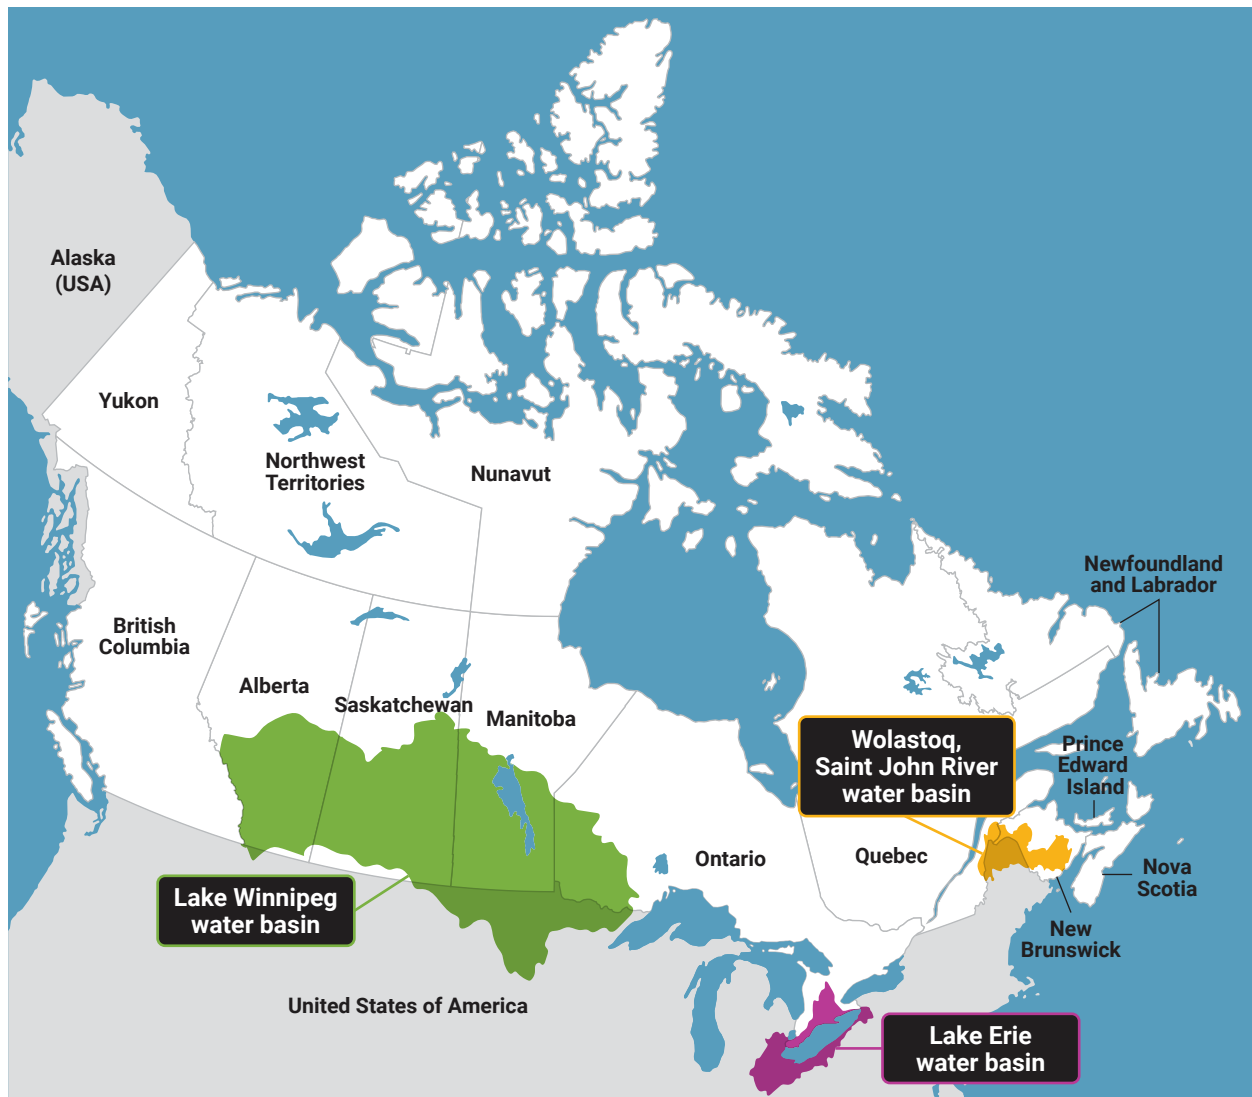 Alaska
(USA)
Yukon
Northwest
Territories
Nunavut
Newfoundland
and Labrador
British
Columbia
Alberta
Saskatchewan
Manitoba
Wolastoq,
Saint John River
water basin
Prince
Edward
Island
Ontario
Quebec
Nova
Scotia
Lake Winnipeg
water basin
New
Brunswick
United States of America
Lake Erie
water basin